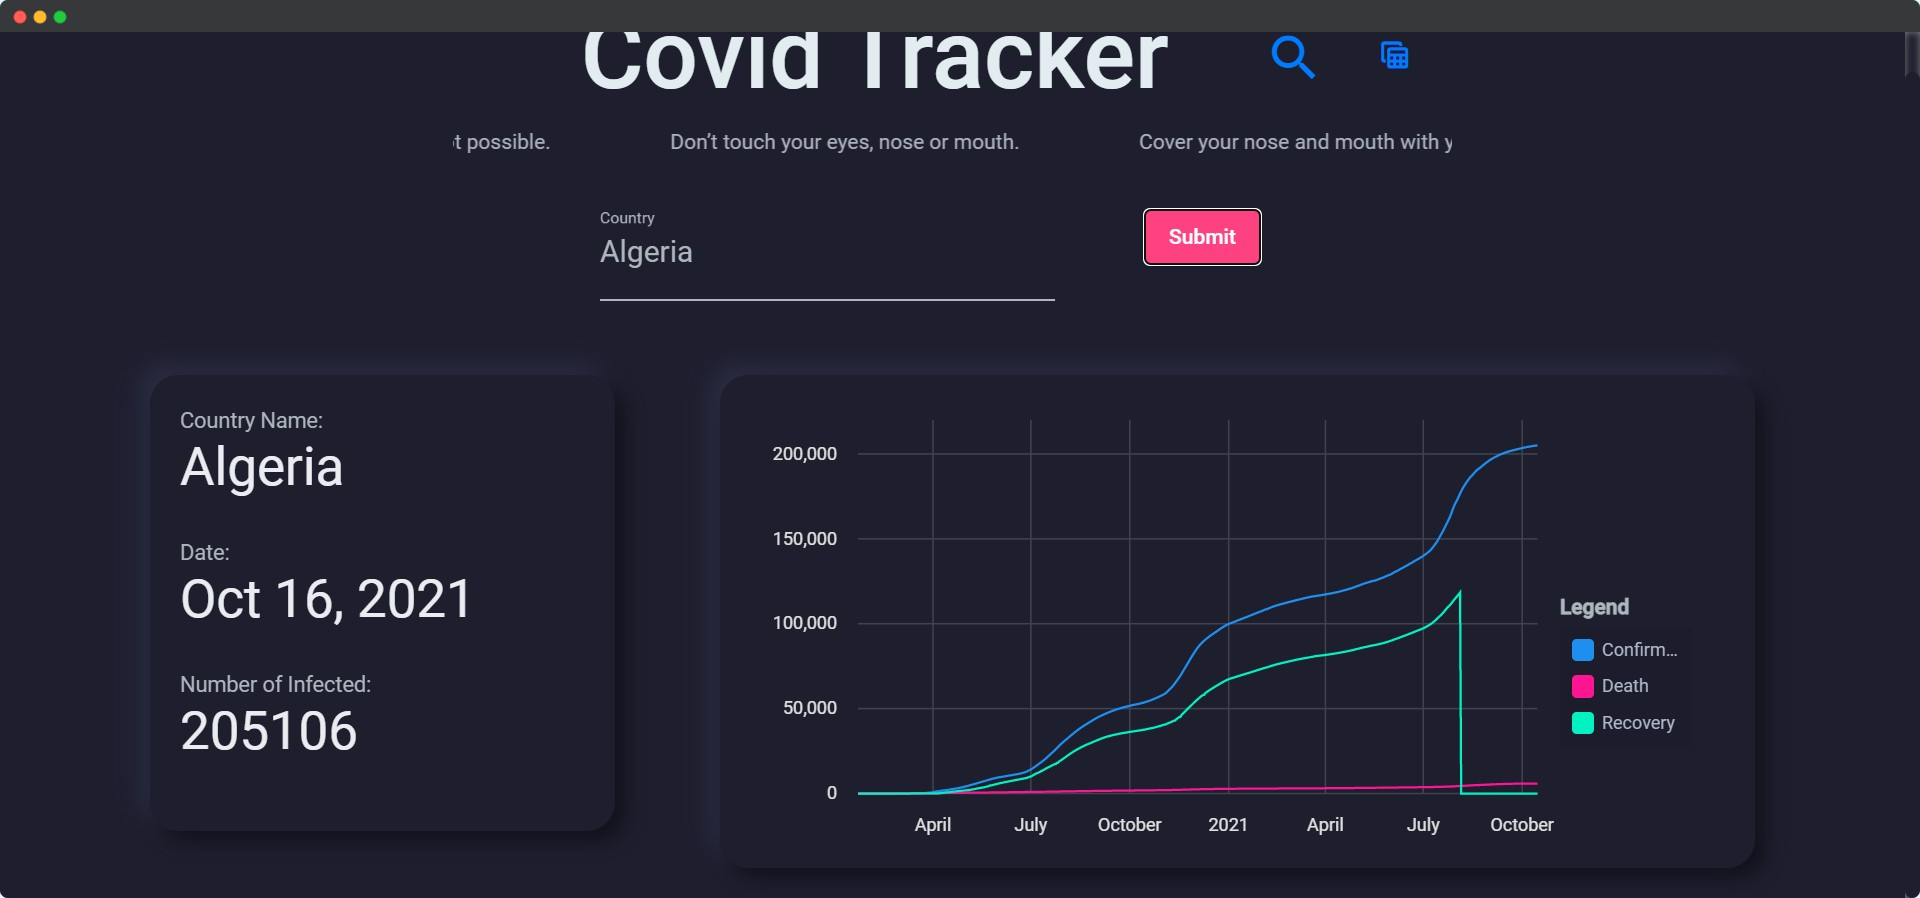 Covid Tracker
t possible.
Don’t touch your eyes, nose or mouth.
Cover your nose and mouth with y
Country
Algeria
Submit
Country Name:
Algeria
Date:
Oct 16, 2021
Number of Infected:
205106
200,000
150,000
100,000
50,000
0
April
July
October
2021
April
July
October
Legend
Confirm...
Death
Recovery